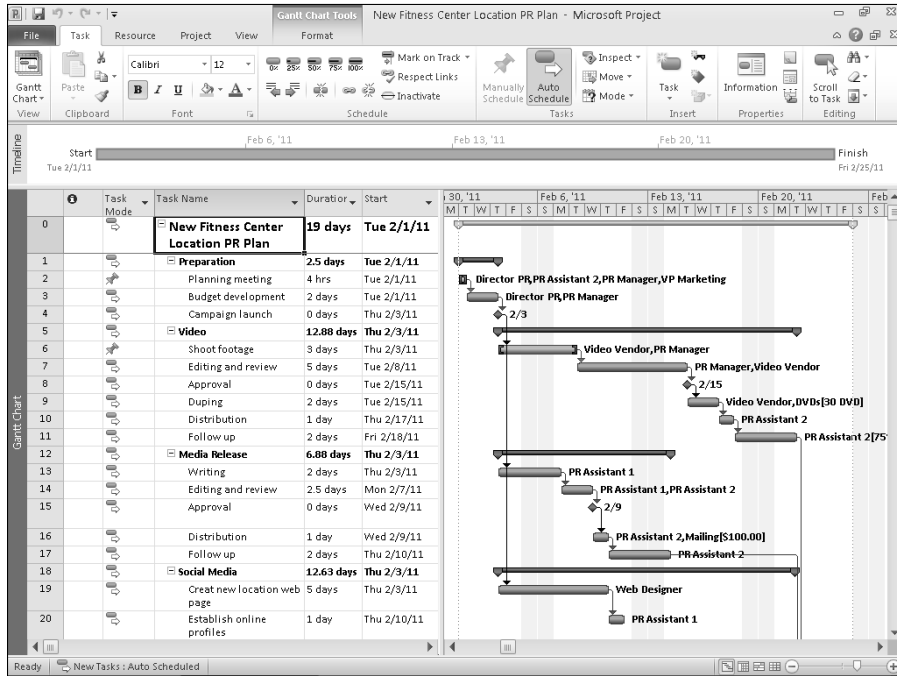 Gantt Chart Tools New Fitness Center Location PR Plan - Microsoft Project
File Task Resource Project View Format
Gantt Chart
View
Paste
Clipboard
Calibri 12
B I U A
Font
0% 25% 50% 75% 100%
Mark on Track
Respect Links
Inactivate
Schedule
Manually Schedule
Auto Schedule
Inspect
Move
Mode
Tasks
Task
Insert
Information
Properties
Scroll to Task
Editing
Timeline
Feb 6, '11 Feb 13, '11 Feb 20, '11
Start Finish
Tue 2/1/11 Fri 2/25/11
Task Mode Task Name Duration Start
30, '11 Feb 6, '11 Feb 13, '11 Feb 20, '11 Feb
M T W T F S S M T W T F S S M T W T F S S M T W T F S S
0 New Fitness Center Location PR Plan 19 days Tue 2/1/11
1 Preparation 2.5 days Tue 2/1/11
2 Planning meeting 4 hrs Tue 2/1/11 Director PR,PR Assistant 2,PR Manager,VP Marketing
3 Budget development 2 days Tue 2/1/11 Director PR,PR Manager
4 Campaign launch 0 days Thu 2/3/11 2/3
5 Video 12.88 days Thu 2/3/11
6 Shoot footage 3 days Thu 2/3/11 Video Vendor,PR Manager
7 Editing and review 5 days Tue 2/8/11 PR Manager,Video Vendor
8 Approval 0 days Tue 2/15/11 2/15
9 Duping 2 days Tue 2/15/11 Video Vendor,DVDs[30 DVD]
10 Distribution 1 day Thu 2/17/11 PR Assistant 2
11 Follow up 2 days Fri 2/18/11 PR Assistant 2[75
12 Media Release 6.88 days Thu 2/3/11
13 Writing 2 days Thu 2/3/11 PR Assistant 1
14 Editing and review 2.5 days Mon 2/7/11 PR Assistant 1,PR Assistant 2
15 Approval 0 days Wed 2/9/11 2/9
16 Distribution 1 day Wed 2/9/11 PR Assistant 2,Mailing[$100.00]
17 Follow up 2 days Thu 2/10/11 PR Assistant 2
18 Social Media 12.63 days Thu 2/3/11
19 Creat new location web page 5 days Thu 2/3/11 Web Designer
20 Establish online profiles 1 day Thu 2/10/11 PR Assistant 1
Gantt Chart
Ready New Tasks : Auto Scheduled